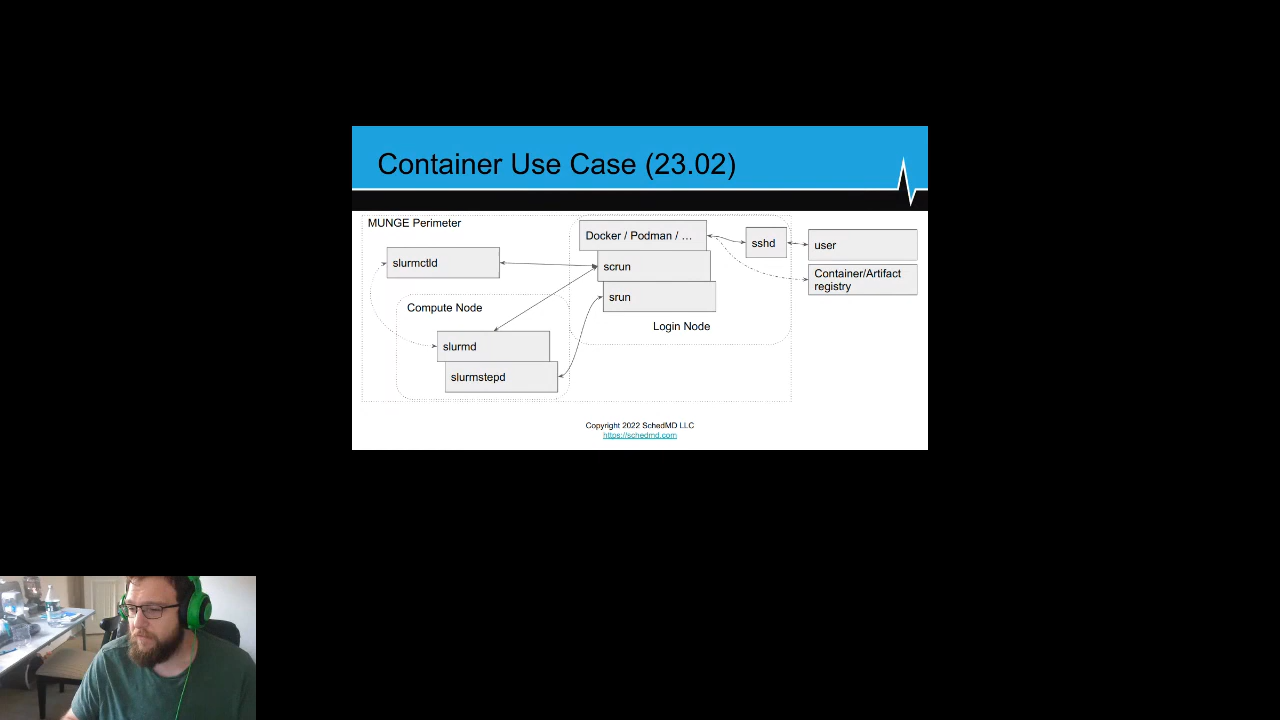 Container Use Case (23.02)
MUNGE Perimeter
Docker / Podman / ...
sshd
user
slurmctld
scrun
Container/Artifact
registry
srun
Compute Node
Login Node
slurmd
slurmstepd
Copyright 2022 SchedMD LLC
https://schedmd.com